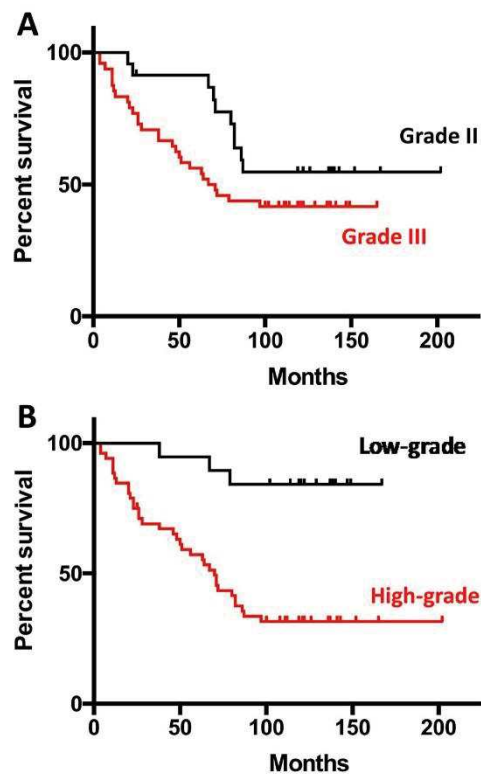 A
Percent survival
100
50
0
Grade II
Grade III
0 50 100 150 200
Months
B
Percent survival
100
50
0
Low-grade
High-grade
0 50 100 150 200
Months